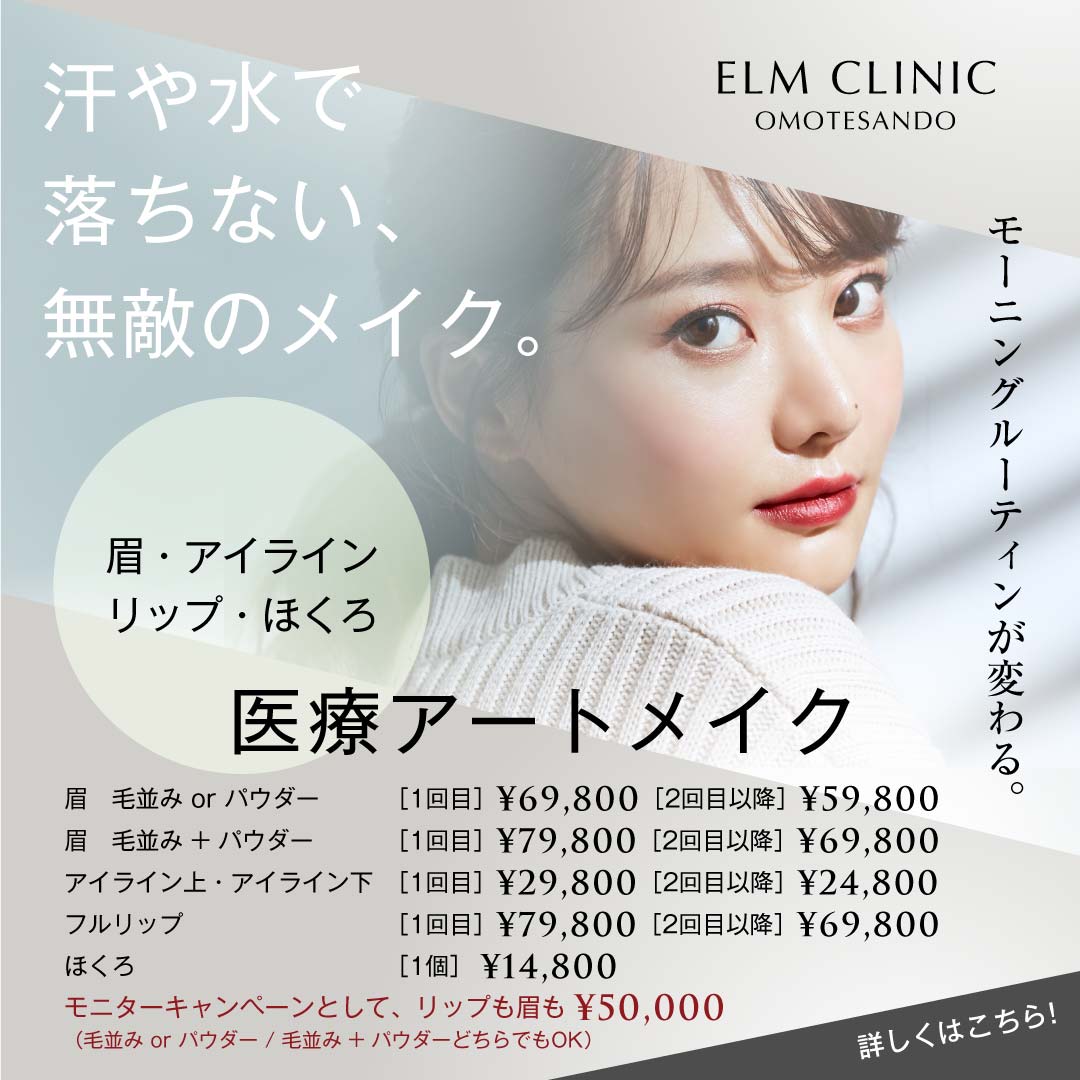 汗や水で
落ちない、
無敵のメイク。
ELM CLINIC
OMOTESANDO
モーニングルーティンが変わる。
眉・アイライン
リップ・ほくろ
医療アートメイク
眉　毛並み or パウダー ［1回目］¥69,800［2回目以降］¥59,800
眉　毛並み + パウダー ［1回目］¥79,800［2回目以降］¥69,800
アイライン上・アイライン下 ［1回目］¥29,800［2回目以降］¥24,800
フルリップ ［1回目］¥79,800［2回目以降］¥69,800
ほくろ ［1個］ ¥14,800
モニターキャンペーンとして、リップも眉も ¥50,000
（毛並み or パウダー / 毛並み + パウダーどちらでもOK）
詳しくはこちら!